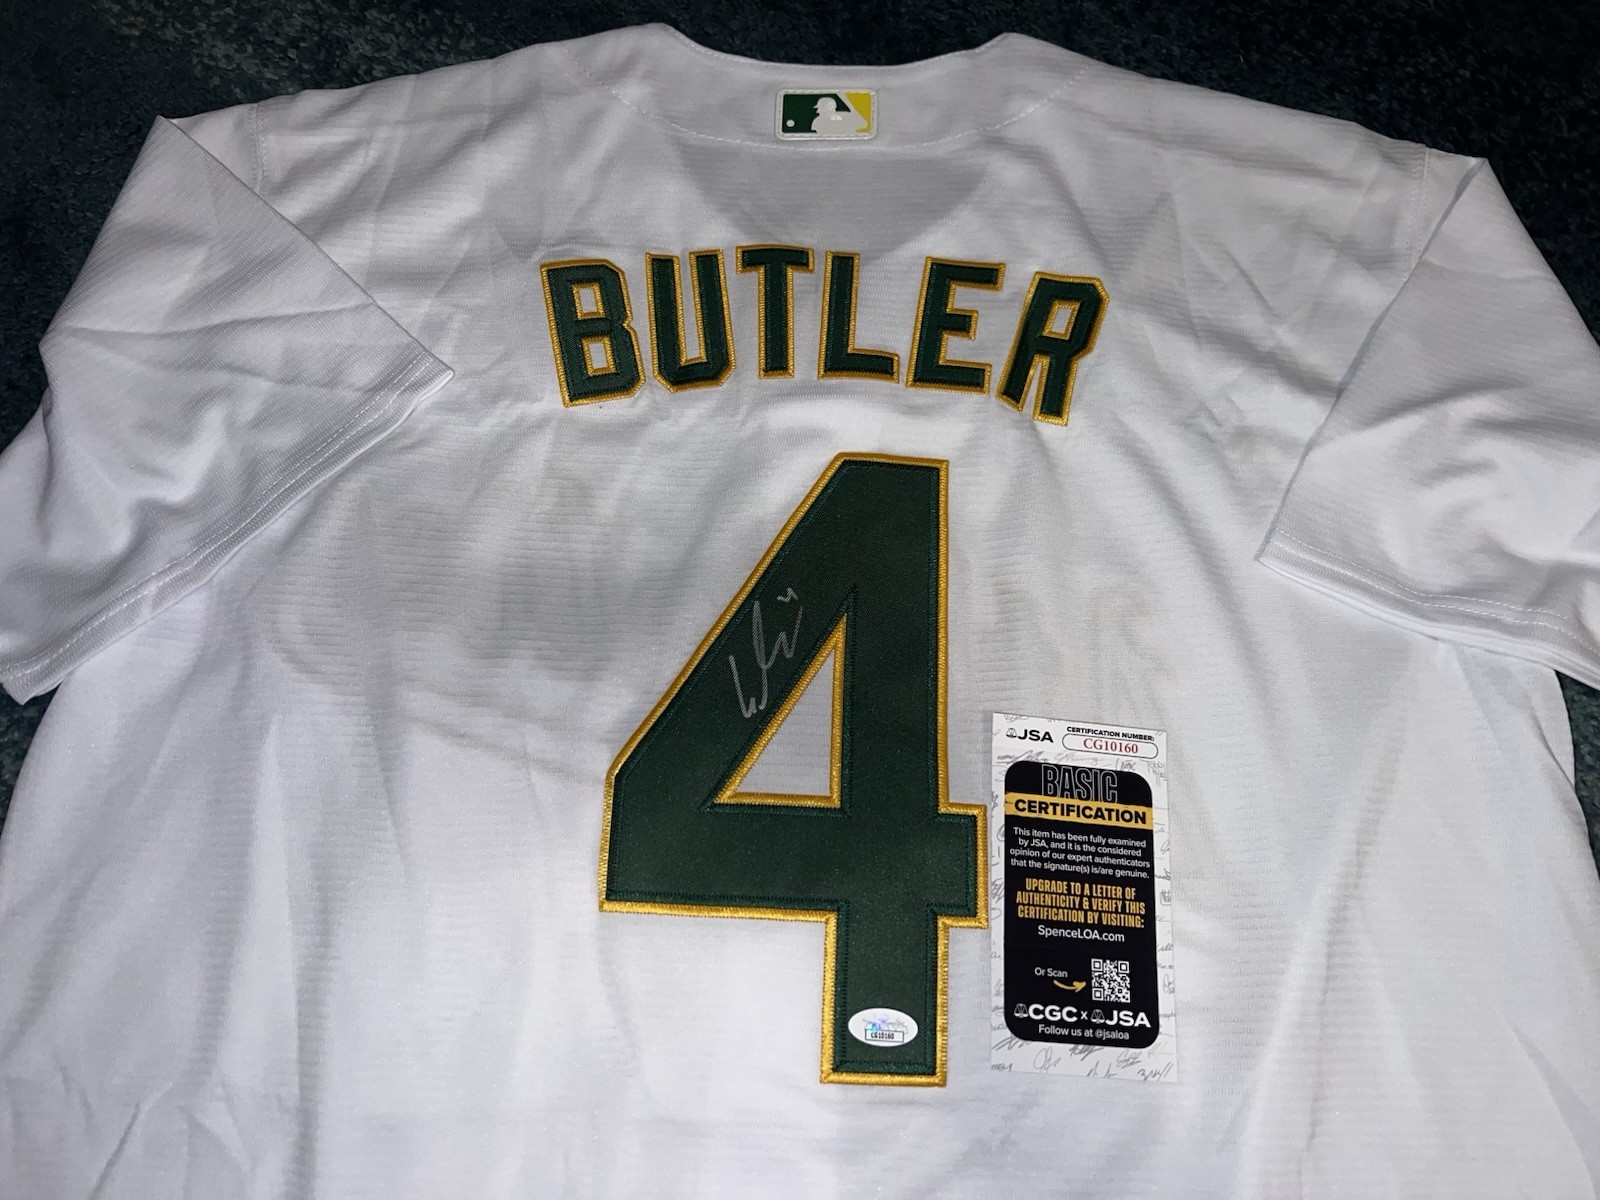 BUTLER
4
JSA
CERTIFICATION NUMBER:
CG10160
BASIC
CERTIFICATION
This item has been fully examined
by JSA, and it is the considered
opinion of our expert authenticators
that the signature(s) is/are genuine.
UPGRADE TO A LETTER OF
AUTHENTICITY & VERIFY THIS
CERTIFICATION BY VISITING:
SpenceLOA.com
Or Scan
CGC x JSA
Follow us at @jsaloa
CG10160